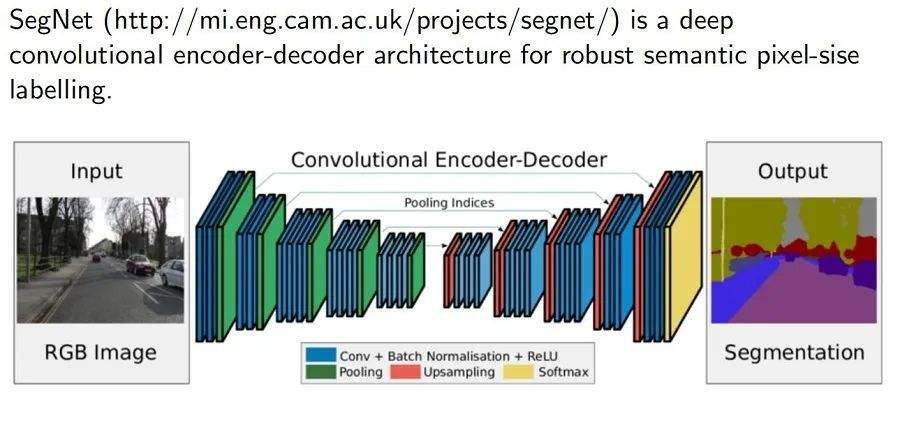 SegNet (http://mi.eng.cam.ac.uk/projects/segnet/) is a deep
convolutional encoder-decoder architecture for robust semantic pixel-sise
labelling.
Input
Convolutional Encoder-Decoder
Output
Pooling Indices
RGB Image
Segmentation
Conv + Batch Normalisation + ReLU
Pooling Upsampling Softmax